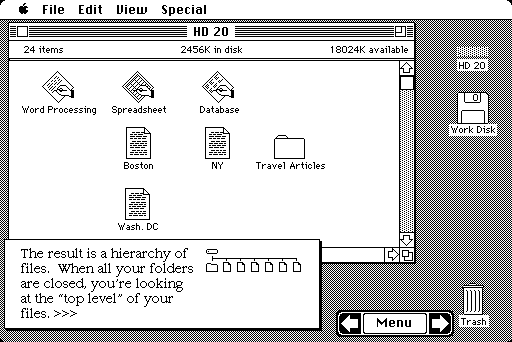 File Edit View Special
HD 20
24 items 2456K in disk 18024K available
Word Processing Spreadsheet Database
Boston NY Travel Articles
Wash. DC
HD 20
Work Disk
Trash
The result is a hierarchy of
files. When all your folders
are closed, you're looking
at the "top level" of your
files. >>>
Menu